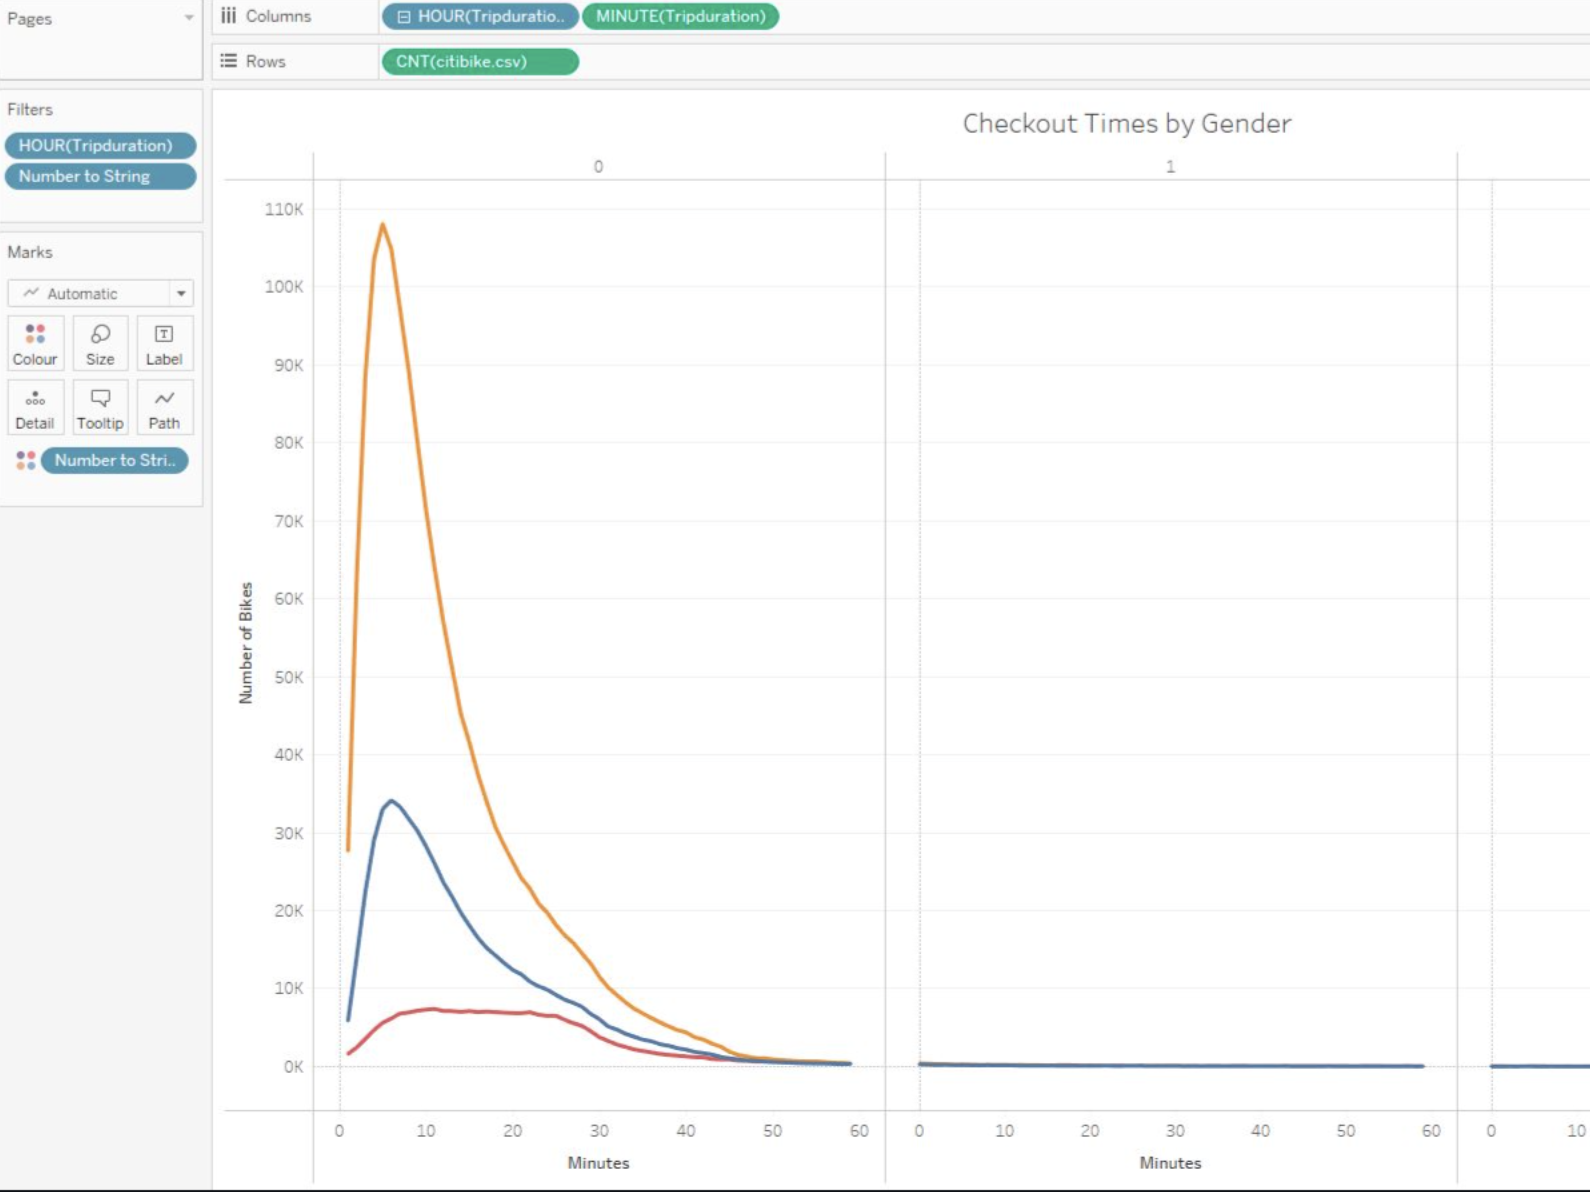 Pages
Columns
HOUR(Tripduratio..
MINUTE(Tripduration)
Rows
CNT(citibike.csv)
Filters
HOUR(Tripduration)
Number to String
Marks
Automatic
Colour
Size
Label
Detail
Tooltip
Path
Number to Stri..
Checkout Times by Gender
0
1
Number of Bikes
110K
100K
90K
80K
70K
60K
50K
40K
30K
20K
10K
0K
0 10 20 30 40 50 60
0 10 20 30 40 50 60
0 10
Minutes
Minutes